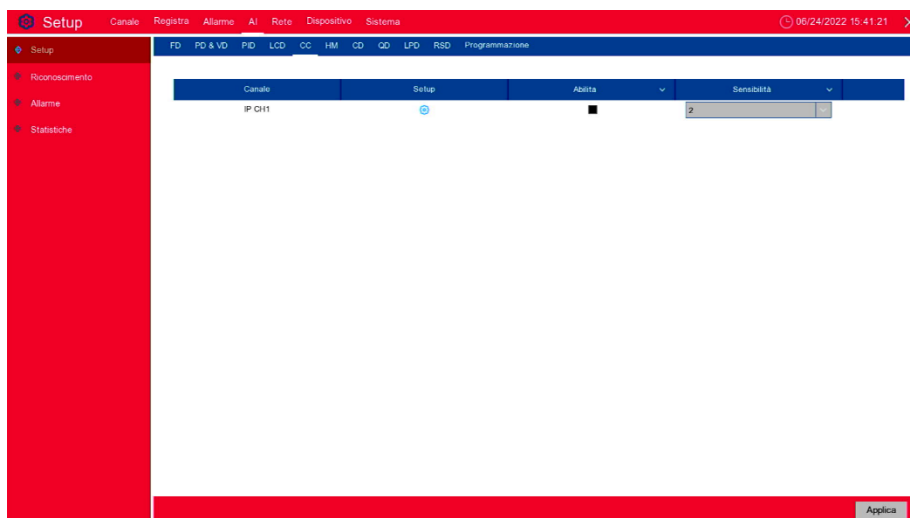 Setup Canale Registra Allarme AI Rete Dispositivo Sistema 06/24/2022 15:41:21
Setup
Riconoscimento
Allarme
Statistiche
FD PD & VD PID LCD CC HM CD QD LPD RSD Programmazione
Canale Setup Abilita Sensibilità
IP CH1 2
Applica